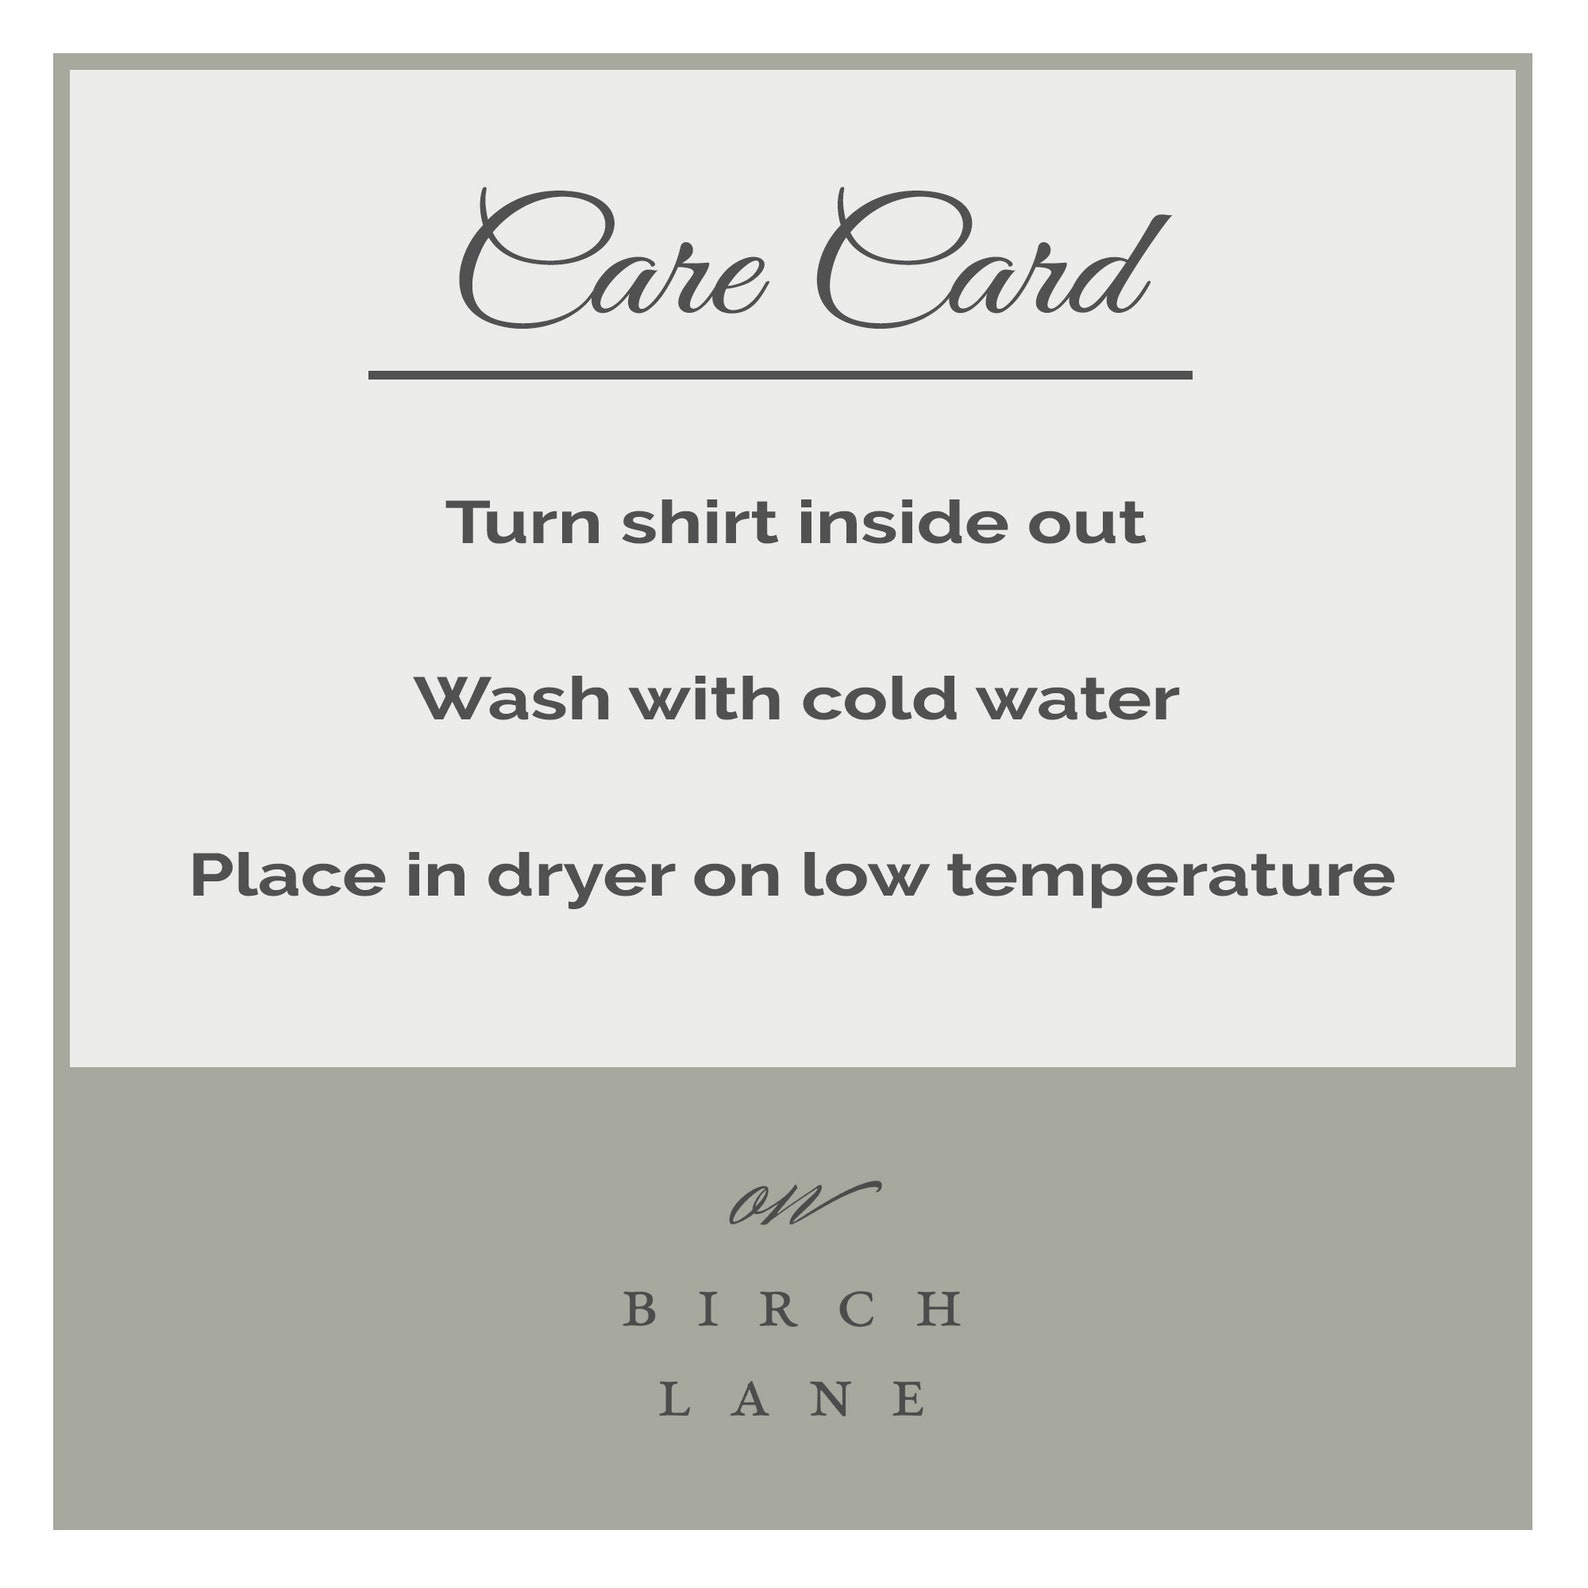 Care Card
Turn shirt inside out
Wash with cold water
Place in dryer on low temperature
on
BIRCH
LANE